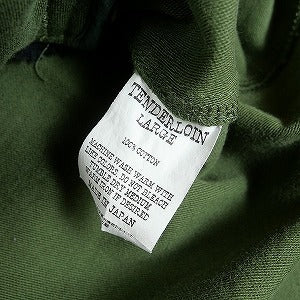 TENDERLOIN
LARGE
100% COTTON
MACHINE WASH WARM WITH
LIKE COLORS. DO NOT BLEACH
TUMBLE DRY MEDIUM
WARM IRON IF DESIRED
MADE IN JAPAN